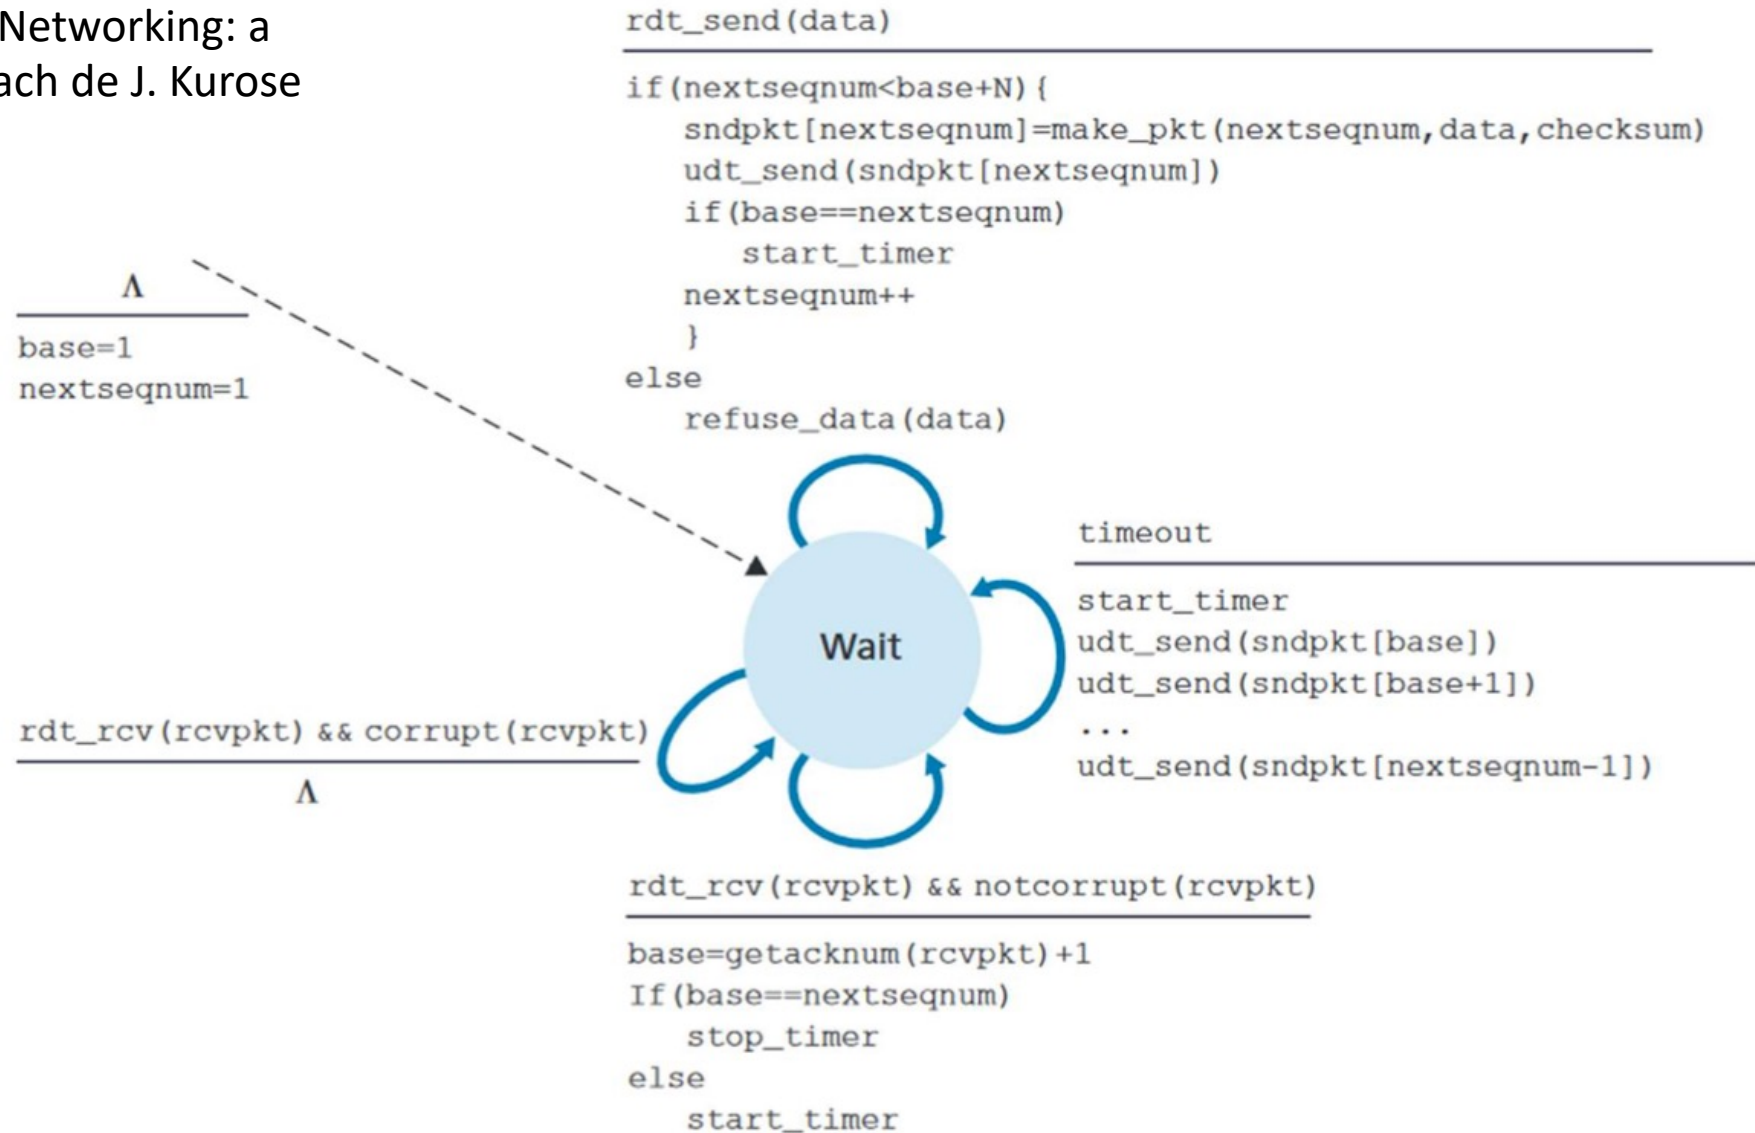 Networking: a
ach de J. Kurose
rdt_send(data)
if(nextseqnum<base+N){
sndpkt[nextseqnum]=make_pkt(nextseqnum,data,checksum)
udt_send(sndpkt[nextseqnum])
if(base==nextseqnum)
start_timer
nextseqnum++
}
else
refuse_data(data)
Λ
base=1
nextseqnum=1
timeout
start_timer
udt_send(sndpkt[base])
udt_send(sndpkt[base+1])
...
udt_send(sndpkt[nextseqnum-1])
Wait
rdt_rcv(rcvpkt) && corrupt(rcvpkt)
Λ
rdt_rcv(rcvpkt) && notcorrupt(rcvpkt)
base=getacknum(rcvpkt)+1
If(base==nextseqnum)
stop_timer
else
start_timer